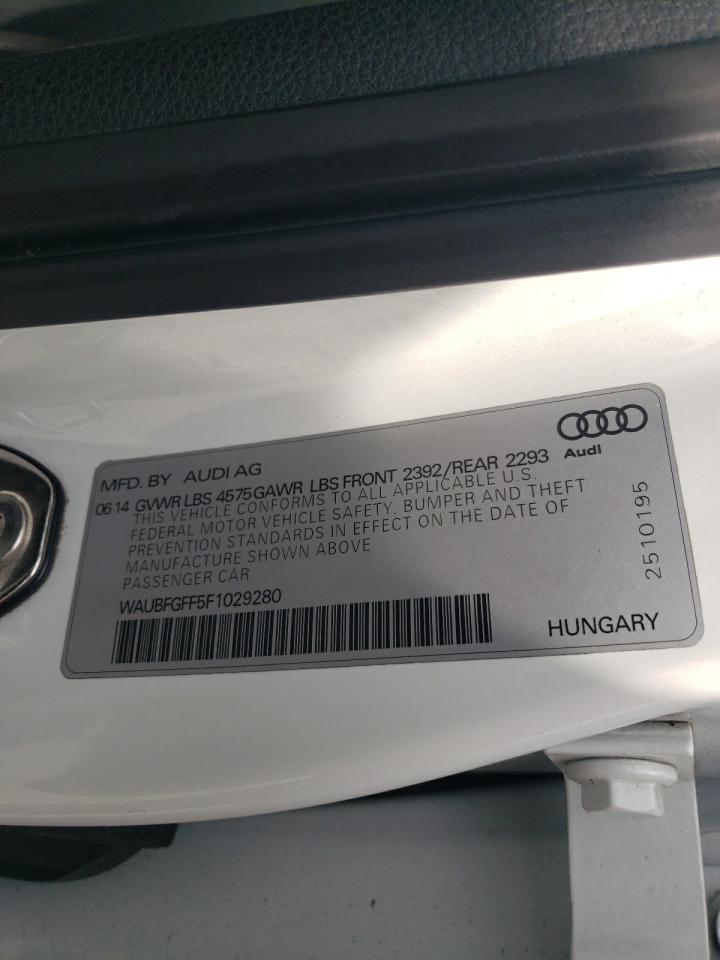 MFD. BY AUDI AG
Audi
0614 GVWR LBS 4575 GAWR LBS FRONT 2392/REAR 2293
THIS VEHICLE CONFORMS TO ALL APPLICABLE U.S.
FEDERAL MOTOR VEHICLE SAFETY, BUMPER AND THEFT
PREVENTION STANDARDS IN EFFECT ON THE DATE OF
MANUFACTURE SHOWN ABOVE
PASSENGER CAR
WAUBFGFF5F1029280
HUNGARY
2510195